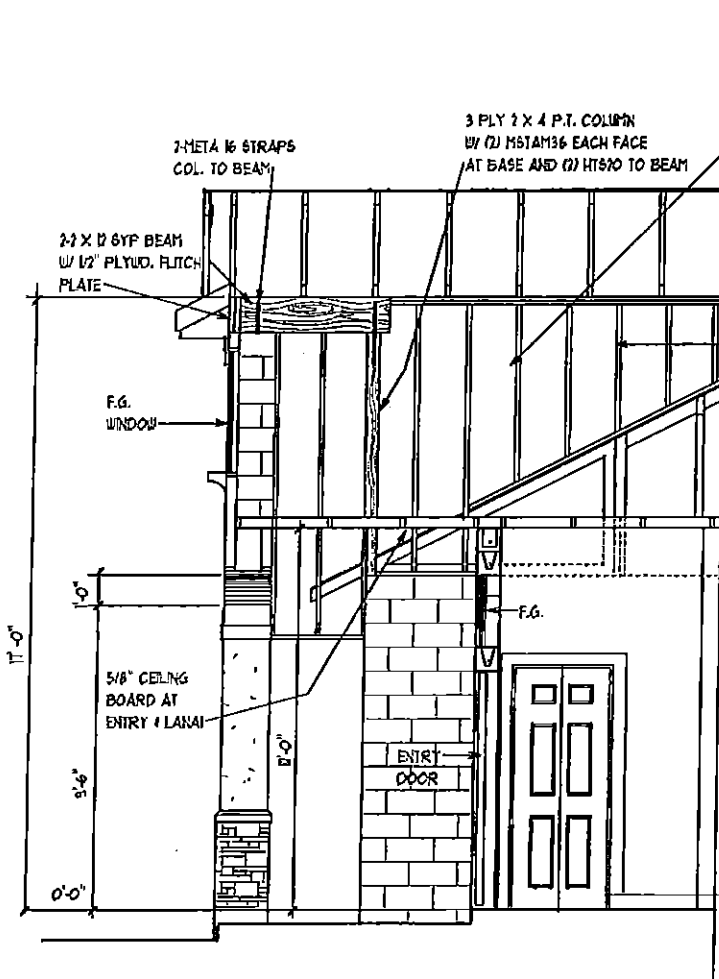 3 PLY 2 X 4 P.T. COLUMN
W/ (2) MSTAM36 EACH FACE
AT BASE AND (2) HTS20 TO BEAM
2-META 16 STRAPS
COL. TO BEAM
2-2 X 12 SYP BEAM
W/ 1/2" PLYWD. FLITCH
PLATE
F.G.
WINDOW
1'-0"
F.G.
17'-0"
5/8" CEILING
BOARD AT
ENTRY & LANAI
12'-0"
9'-6"
ENTRY
DOOR
0'-0"